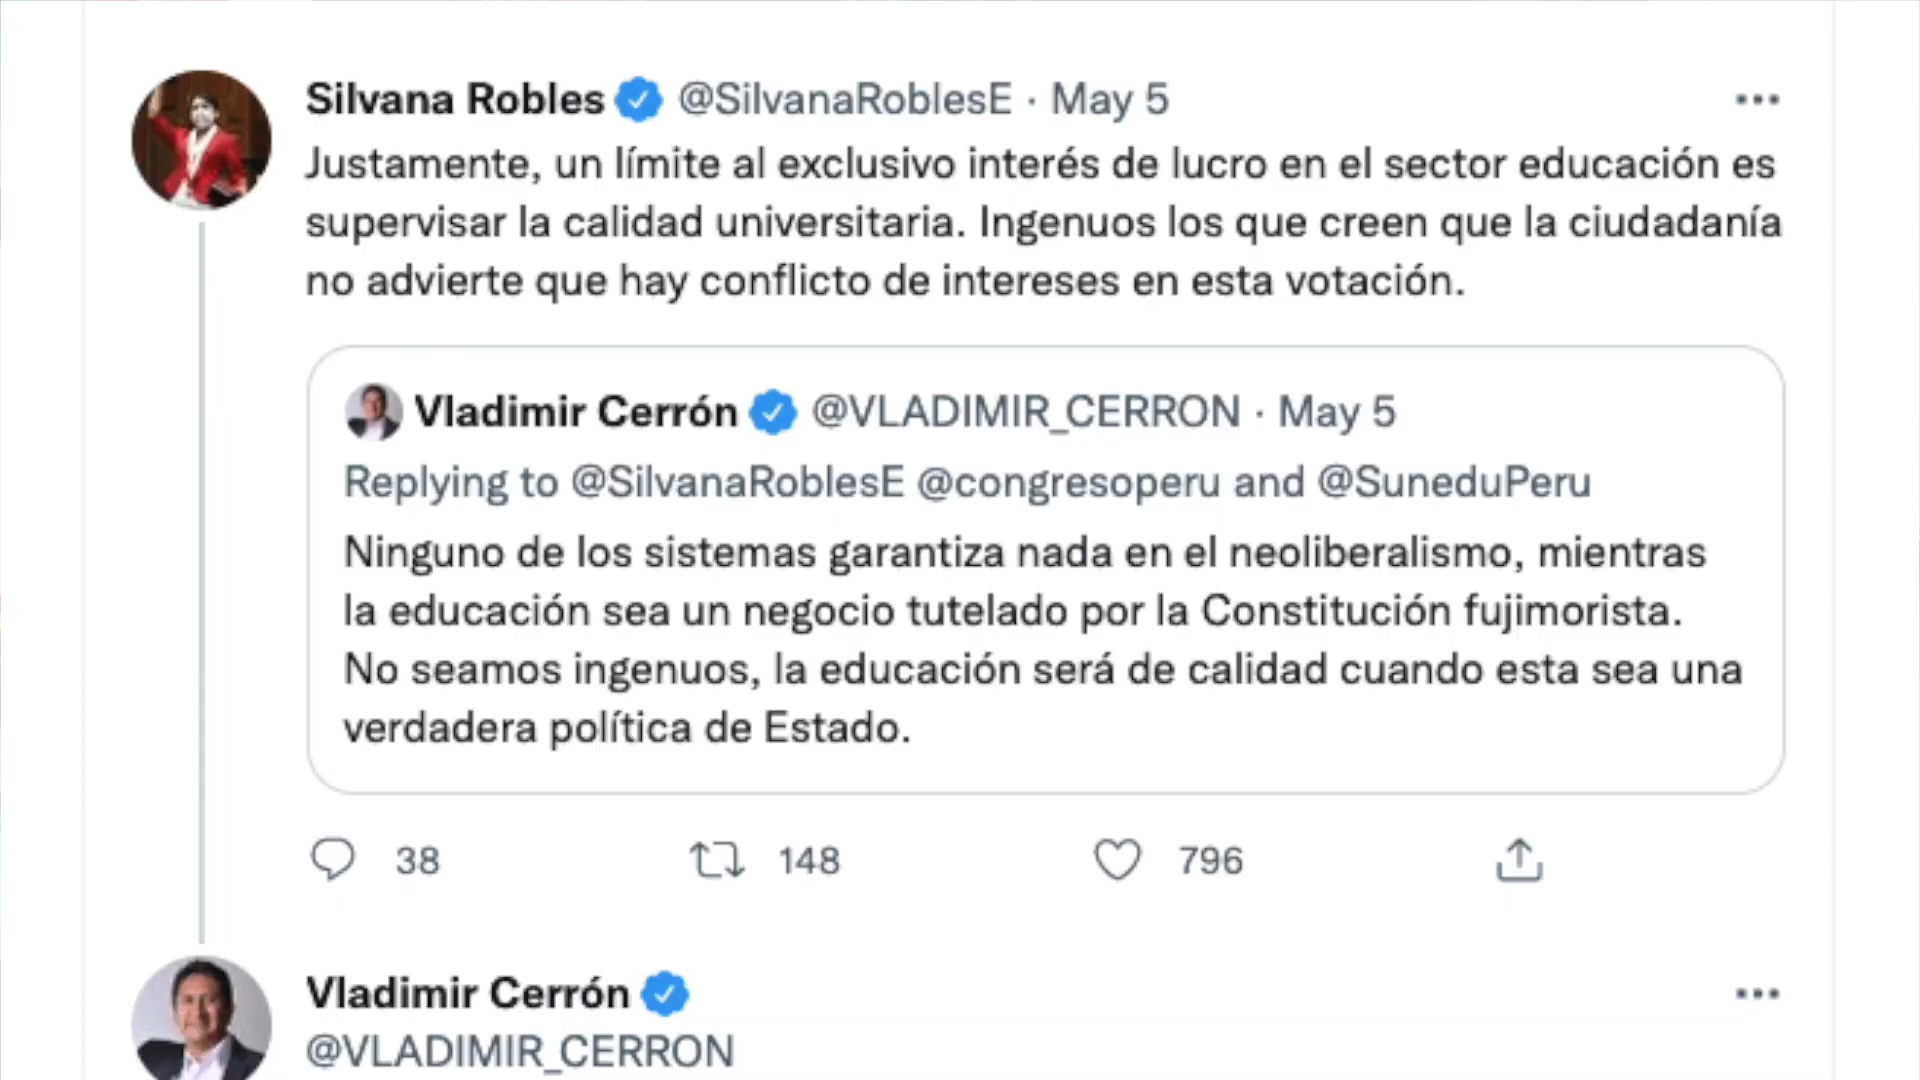 Silvana Robles @SilvanaRoblesE · May 5
Justamente, un límite al exclusivo interés de lucro en el sector educación es
supervisar la calidad universitaria. Ingenuos los que creen que la ciudadanía
no advierte que hay conflicto de intereses en esta votación.
Vladimir Cerrón @VLADIMIR_CERRON · May 5
Replying to @SilvanaRoblesE @congresoperu and @SuneduPeru
Ninguno de los sistemas garantiza nada en el neoliberalismo, mientras
la educación sea un negocio tutelado por la Constitución fujimorista.
No seamos ingenuos, la educación será de calidad cuando esta sea una
verdadera política de Estado.
38 148 796
Vladimir Cerrón
@VLADIMIR_CERRON